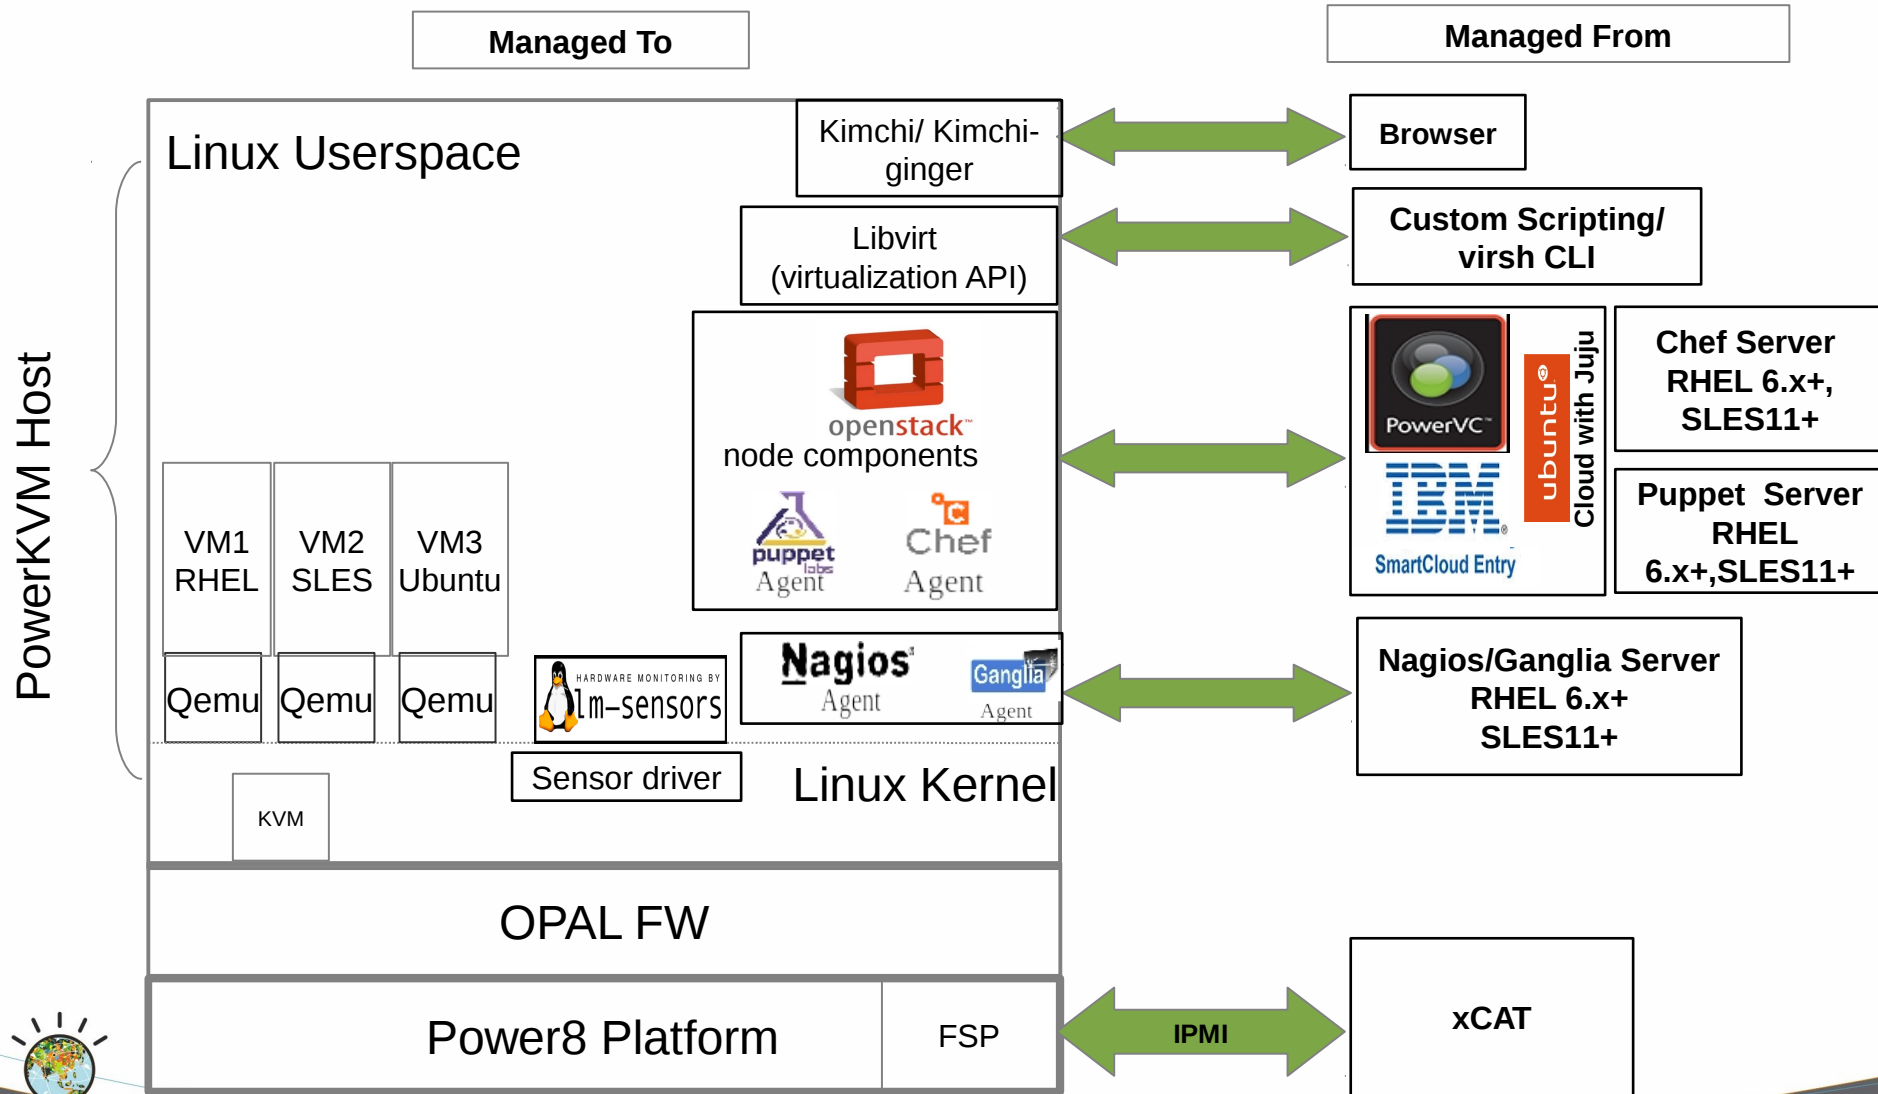 Managed To
Managed From
Linux Userspace
Kimchi/ Kimchi-
ginger
Browser
Libvirt
(virtualization API)
Custom Scripting/
virsh CLI
PowerKVM Host
openstack™
node components
puppet
labs
Agent
Chef
Agent
PowerVC™
ubuntu®
Cloud with Juju
IBM®
SmartCloud Entry
Chef Server
RHEL 6.x+,
SLES11+
Puppet Server
RHEL
6.x+,SLES11+
VM1
RHEL
VM2
SLES
VM3
Ubuntu
Qemu
Qemu
Qemu
HARDWARE MONITORING BY
lm-sensors
Nagios®
Agent
Ganglia
Agent
Nagios/Ganglia Server
RHEL 6.x+
SLES11+
Sensor driver
Linux Kernel
KVM
OPAL FW
Power8 Platform
FSP
IPMI
xCAT